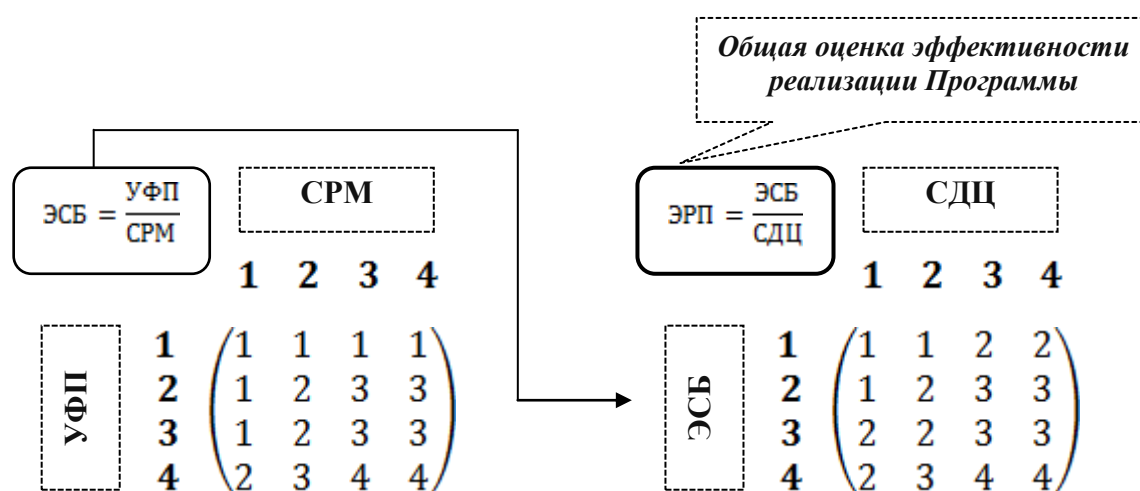 Общая оценка эффективности
реализации Программы
ЭСБ = УФП / СРМ
СРМ
1 2 3 4
УФП
1 1 1 1 1
2 1 2 3 3
3 1 2 3 3
4 2 3 4 4
ЭРП = ЭСБ / СДЦ
СДЦ
1 2 3 4
ЭСБ
1 1 1 2 2
2 1 2 3 3
3 2 2 3 3
4 2 3 4 4